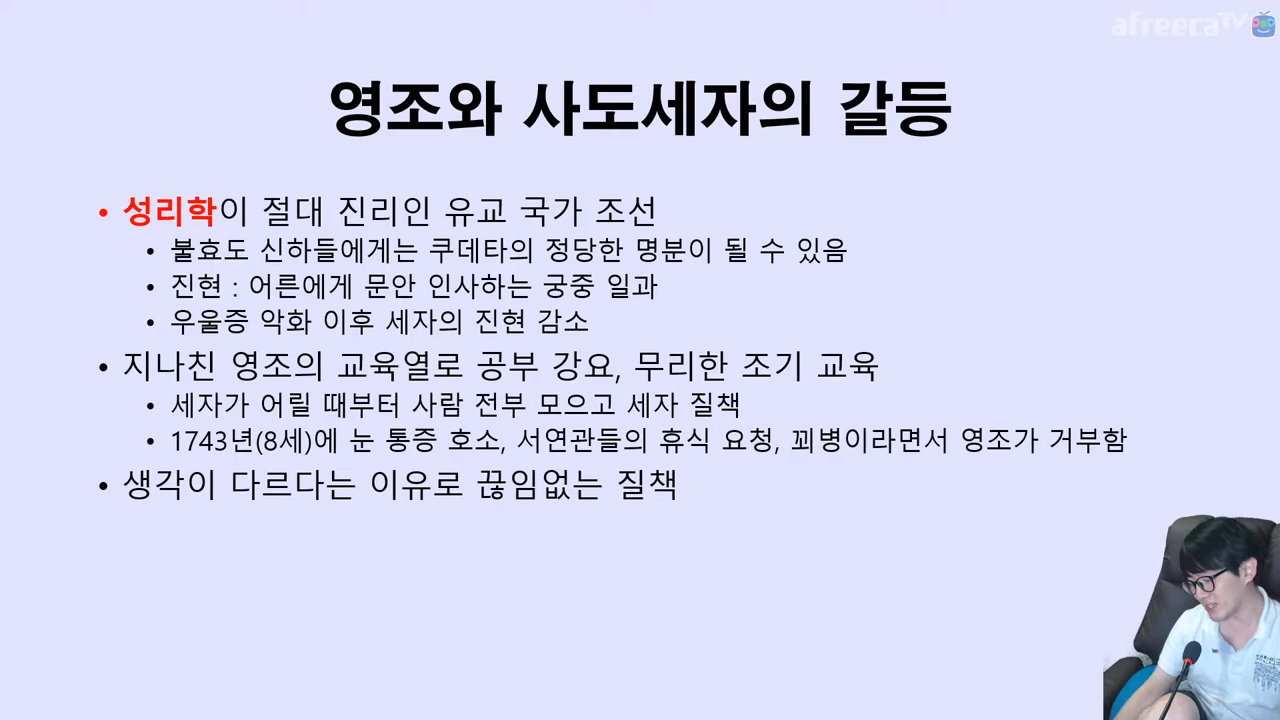 afreecaTV
영조와 사도세자의 갈등
• 성리학이 절대 진리인 유교 국가 조선
• 불효도 신하들에게는 쿠데타의 정당한 명분이 될 수 있음
• 진현 : 어른에게 문안 인사하는 궁중 일과
• 우울증 악화 이후 세자의 진현 감소
• 지나친 영조의 교육열로 공부 강요, 무리한 조기 교육
• 세자가 어릴 때부터 사람 전부 모으고 세자 질책
• 1743년(8세)에 눈 통증 호소, 서연관들의 휴식 요청, 꾀병이라면서 영조가 거부함
• 생각이 다르다는 이유로 끊임없는 질책